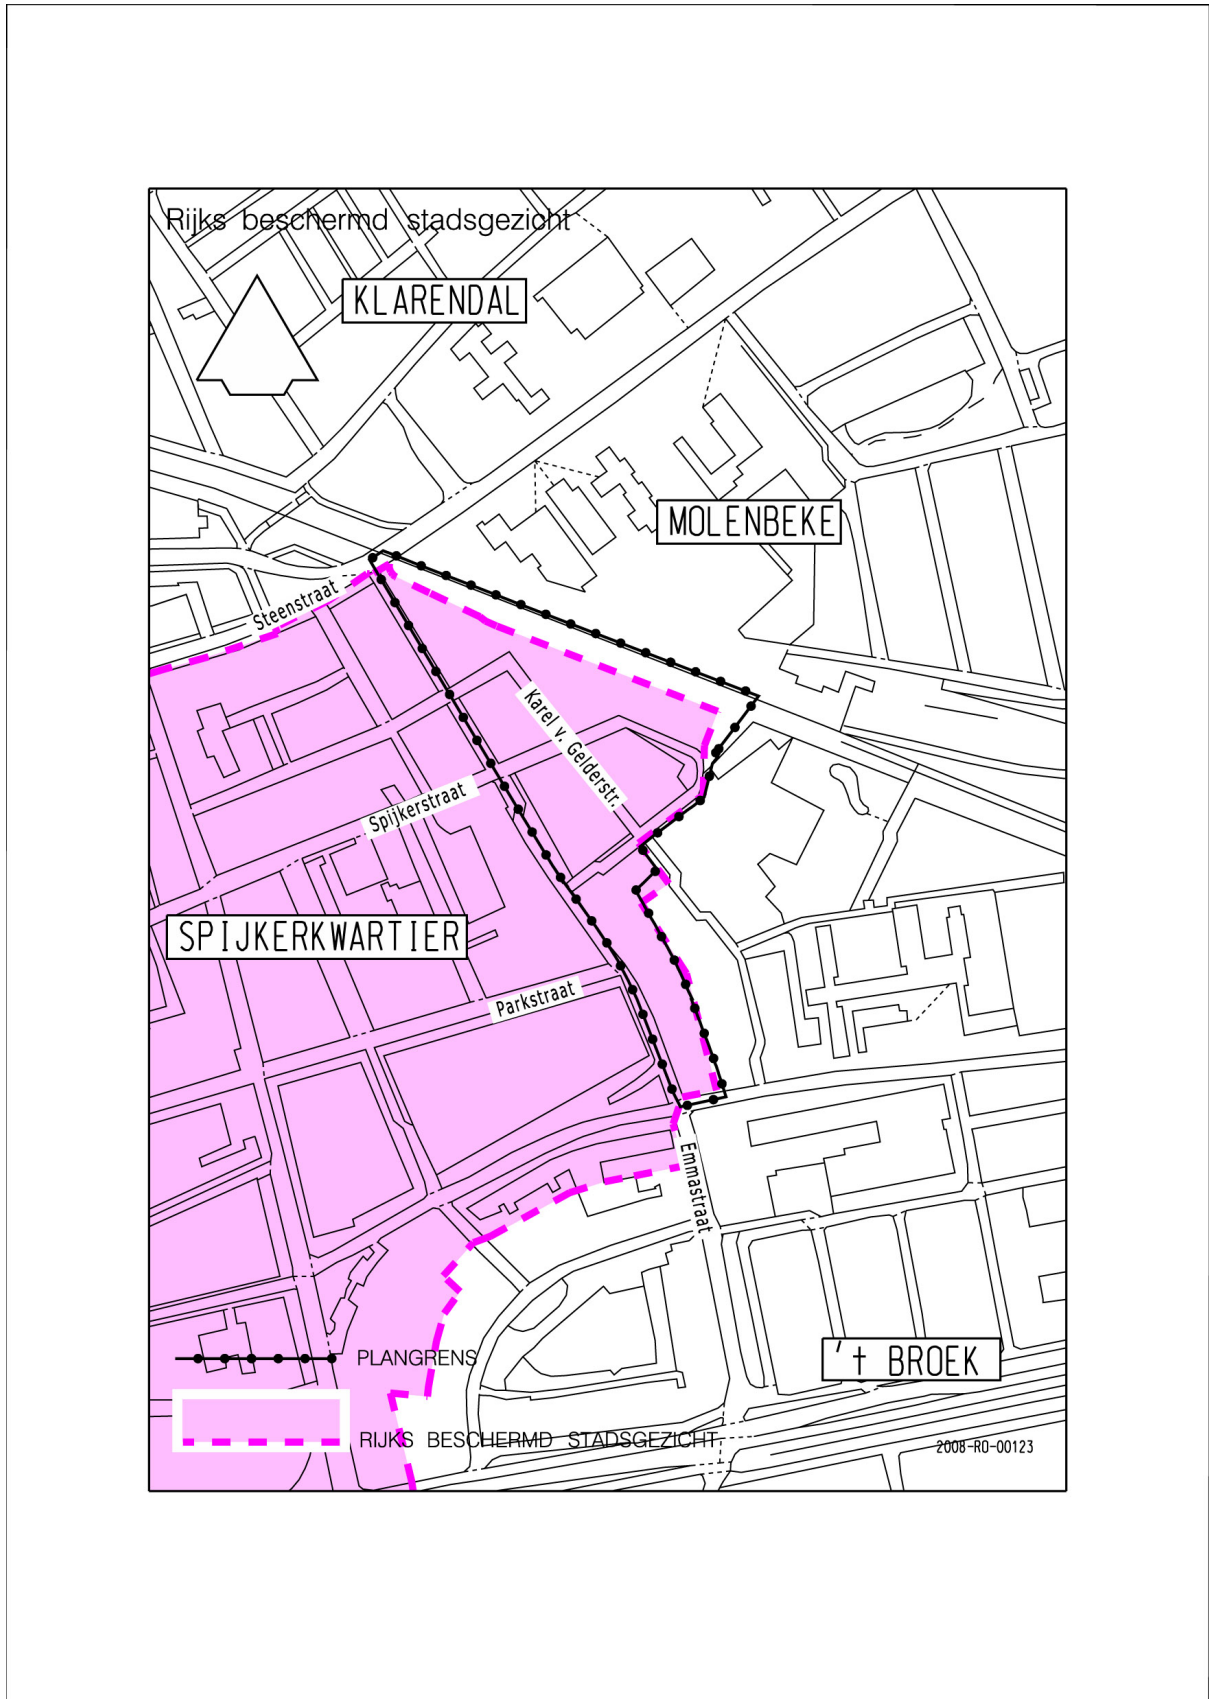 Rijks beschermd stadsgezicht
KLARENDAL
MOLENBEKE
Steenstraat
Karel v. Gelderstr.
Spijkerstraat
SPIJKERKWARTIER
Parkstraat
Emmastraat
't BROEK
PLANGRENS
RIJKS BESCHERMD STADSGEZICHT
2008-RO-00123